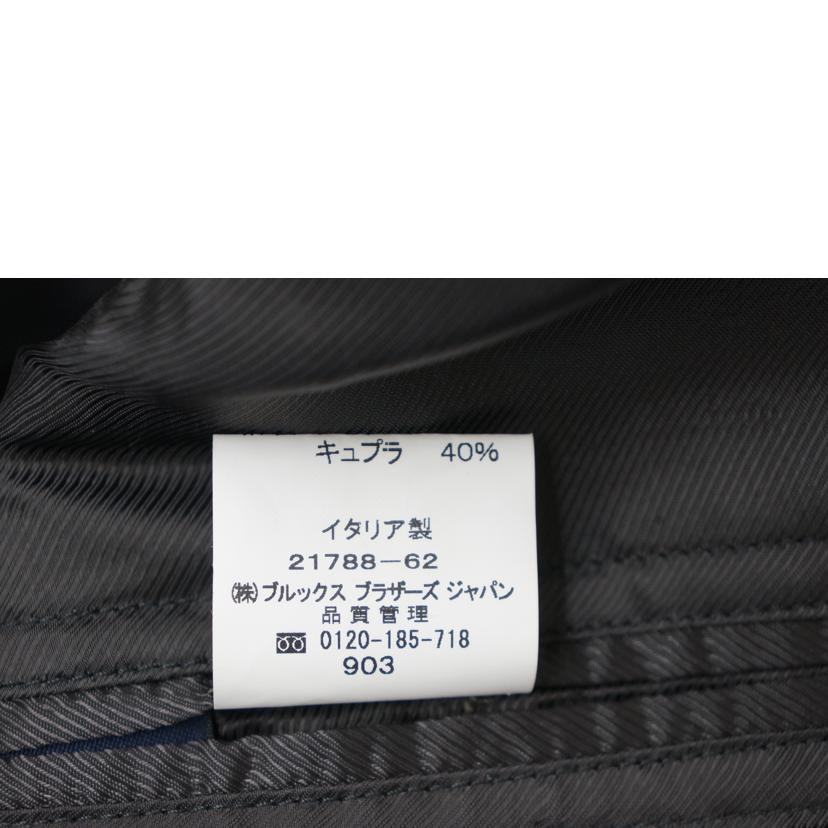 キュプラ 40%
イタリア製
21788-62
㈱ブルックス ブラザーズ ジャパン
品質管理
0120-185-718
903